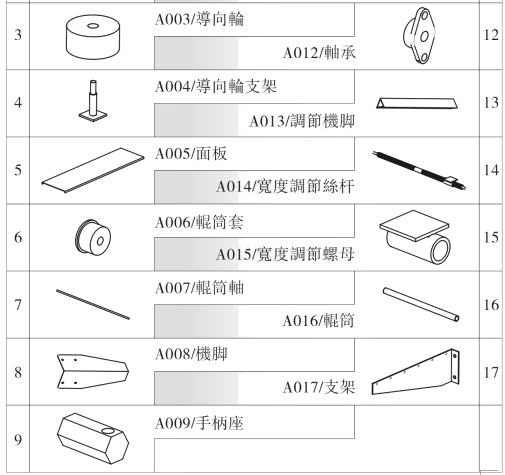 3
A003/導向輪
A012/軸承
12
4
A004/導向輪支架
A013/調節機脚
13
5
A005/面板
A014/寬度調節絲杆
14
6
A006/輥筒套
A015/寬度調節螺母
15
7
A007/輥筒軸
A016/輥筒
16
8
A008/機脚
A017/支架
17
9
A009/手柄座